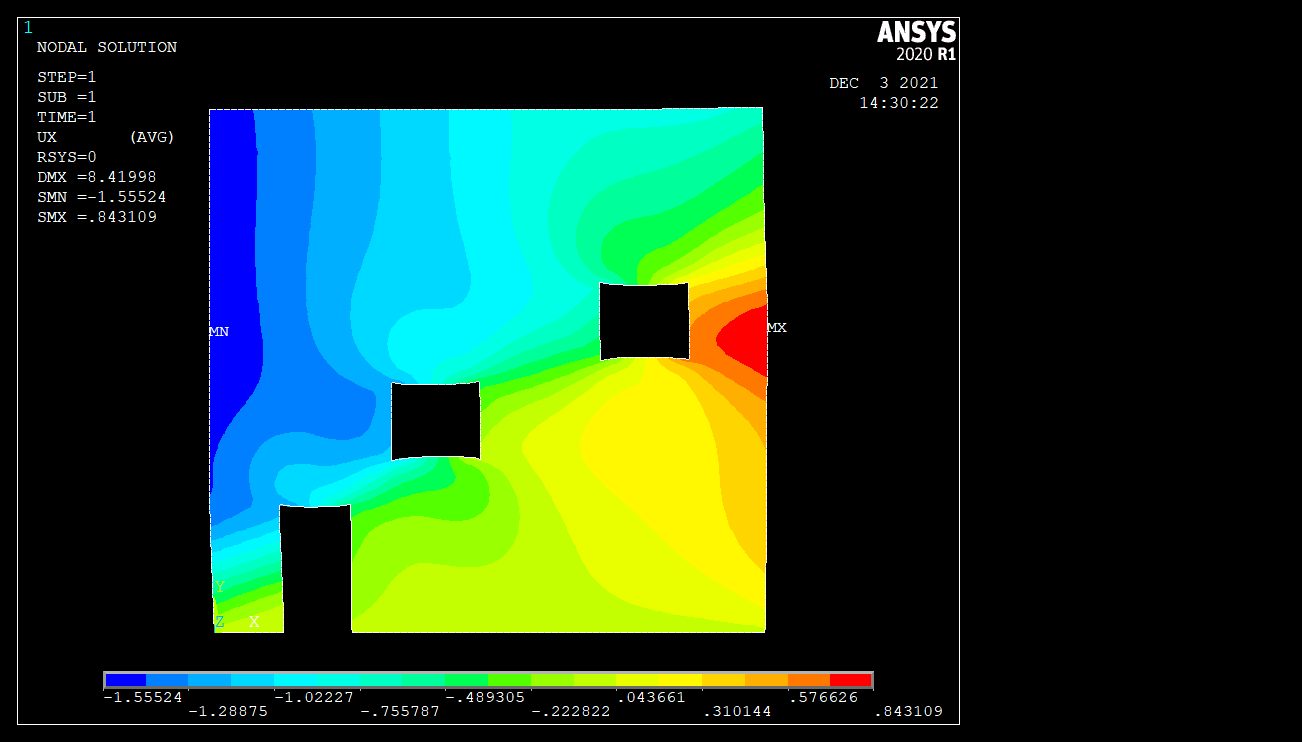 1
ANSYS
2020 R1
NODAL SOLUTION
STEP=1
SUB =1
TIME=1
UX (AVG)
RSYS=0
DMX =8.41998
SMN =-1.55524
SMX =.843109
DEC 3 2021
14:30:22
MN
MX
Y
Z X
-1.55524 -1.02227 -.489305 .043661 .576626
-1.28875 -.755787 -.222822 .310144 .843109